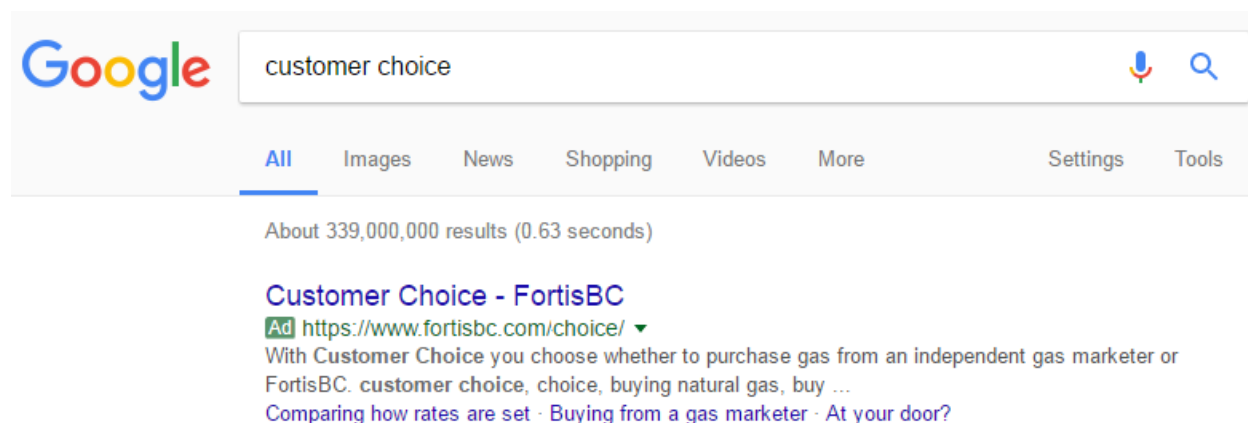 Google customer choice
All Images News Shopping Videos More Settings Tools
About 339,000,000 results (0.63 seconds)
Customer Choice - FortisBC
Ad https://www.fortisbc.com/choice/
With Customer Choice you choose whether to purchase gas from an independent gas marketer or
FortisBC. customer choice, choice, buying natural gas, buy ...
Comparing how rates are set · Buying from a gas marketer · At your door?